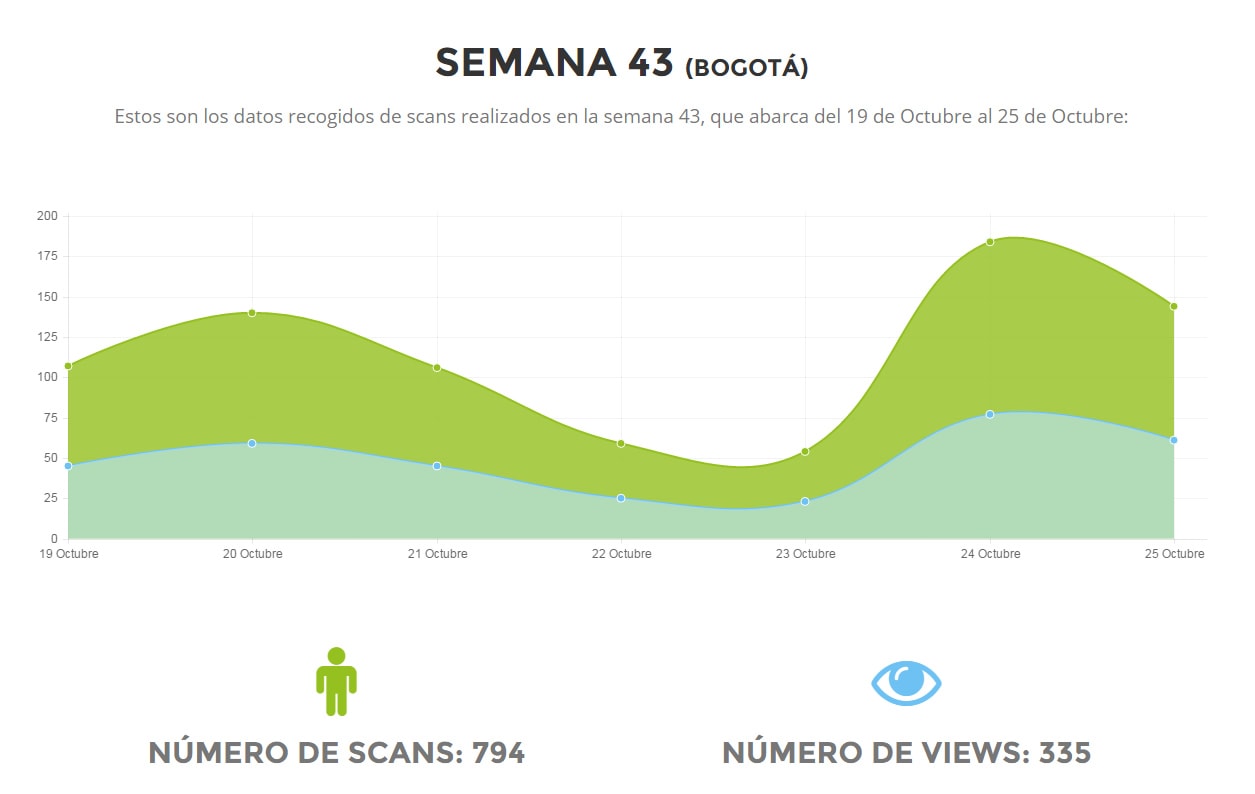 SEMANA 43 (BOGOTÁ)
Estos son los datos recogidos de scans realizados en la semana 43, que abarca del 19 de Octubre al 25 de Octubre:
200
175
150
125
100
75
50
25
0
19 Octubre 20 Octubre 21 Octubre 22 Octubre 23 Octubre 24 Octubre 25 Octubre
NÚMERO DE SCANS: 794 NÚMERO DE VIEWS: 335